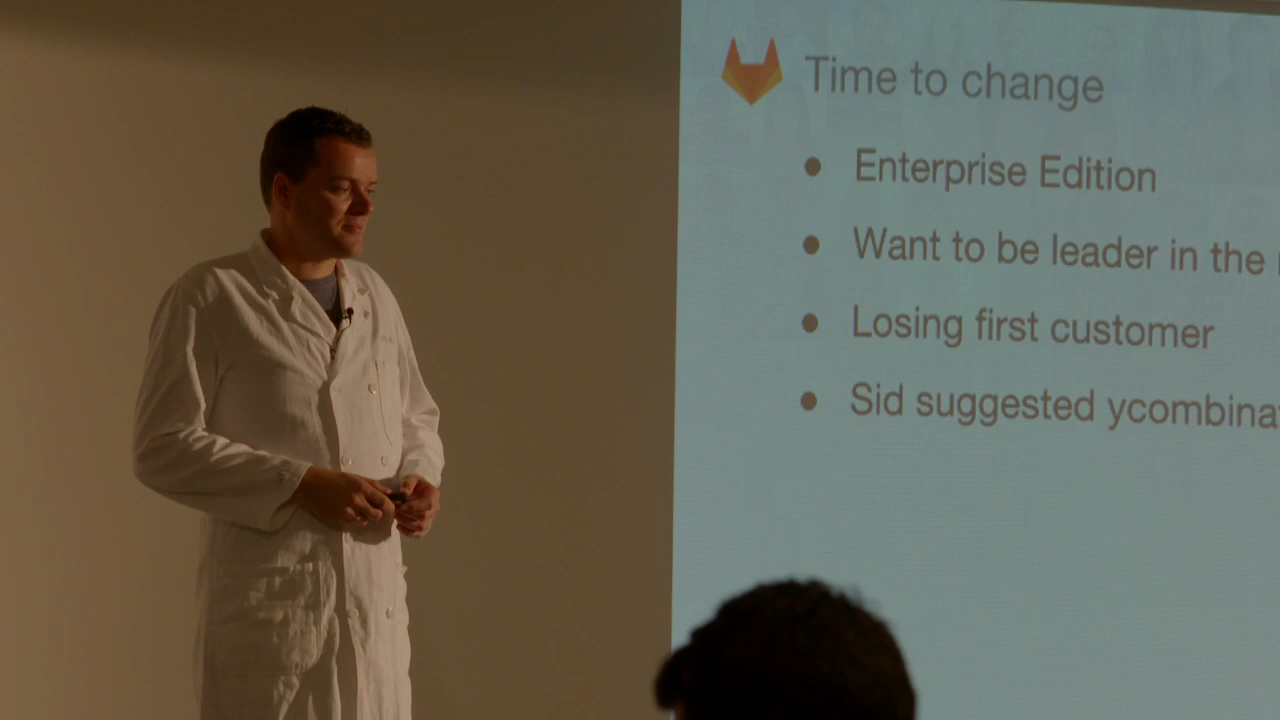 Time to change
Enterprise Edition
Want to be leader in the
Losing first customer
Sid suggested